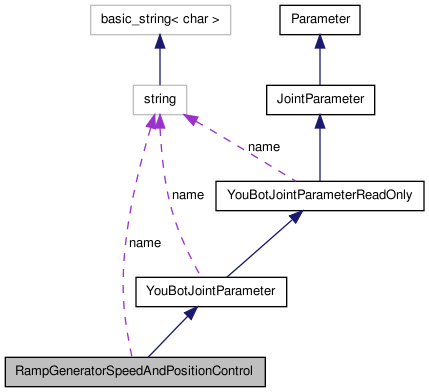 basic_string< char >
Parameter
string
JointParameter
name
YouBotJointParameterReadOnly
name
name
YouBotJointParameter
RampGeneratorSpeedAndPositionControl